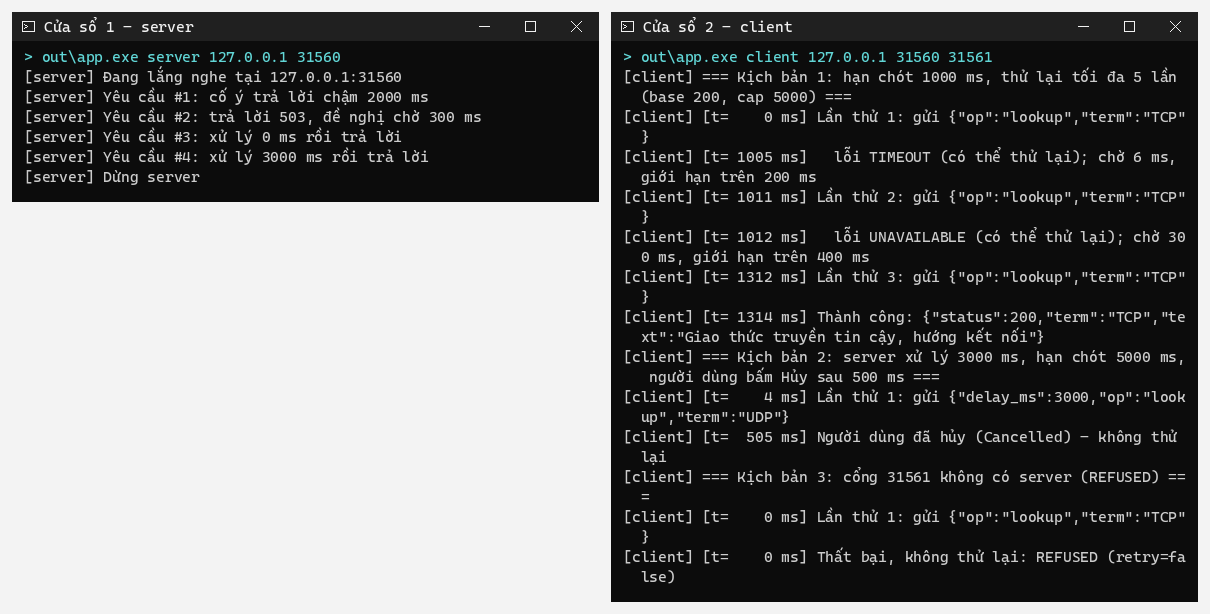 Cửa sổ 1 — server
> out\app.exe server 127.0.0.1 31560
[server] Đang lắng nghe tại 127.0.0.1:31560
[server] Yêu cầu #1: cố ý trả lời chậm 2000 ms
[server] Yêu cầu #2: trả lời 503, đề nghị chờ 300 ms
[server] Yêu cầu #3: xử lý 0 ms rồi trả lời
[server] Yêu cầu #4: xử lý 3000 ms rồi trả lời
[server] Dừng server
Cửa sổ 2 — client
> out\app.exe client 127.0.0.1 31560 31561
[client] === Kịch bản 1: hạn chót 1000 ms, thử lại tối đa 5 lần
(base 200, cap 5000) ===
[client] [t=    0 ms] Lần thử 1: gửi {"op":"lookup","term":"TCP"
}
[client] [t= 1005 ms]   lỗi TIMEOUT (có thể thử lại); chờ 6 ms,
giới hạn trên 200 ms
[client] [t= 1011 ms] Lần thử 2: gửi {"op":"lookup","term":"TCP"
}
[client] [t= 1012 ms]   lỗi UNAVAILABLE (có thể thử lại); chờ 30
0 ms, giới hạn trên 400 ms
[client] [t= 1312 ms] Lần thử 3: gửi {"op":"lookup","term":"TCP"
}
[client] [t= 1314 ms] Thành công: {"status":200,"term":"TCP","te
xt":"Giao thức truyền tin cậy, hướng kết nối"}
[client] === Kịch bản 2: server xử lý 3000 ms, hạn chót 5000 ms,
người dùng bấm Hủy sau 500 ms ===
[client] [t=    4 ms] Lần thử 1: gửi {"delay_ms":3000,"op":"look
up","term":"UDP"}
[client] [t=  505 ms] Người dùng đã hủy (Cancelled) — không thử
lại
[client] === Kịch bản 3: cổng 31561 không có server (REFUSED) ==
=
[client] [t=    0 ms] Lần thử 1: gửi {"op":"lookup","term":"TCP"
}
[client] [t=    0 ms] Thất bại, không thử lại: REFUSED (retry=fa
lse)